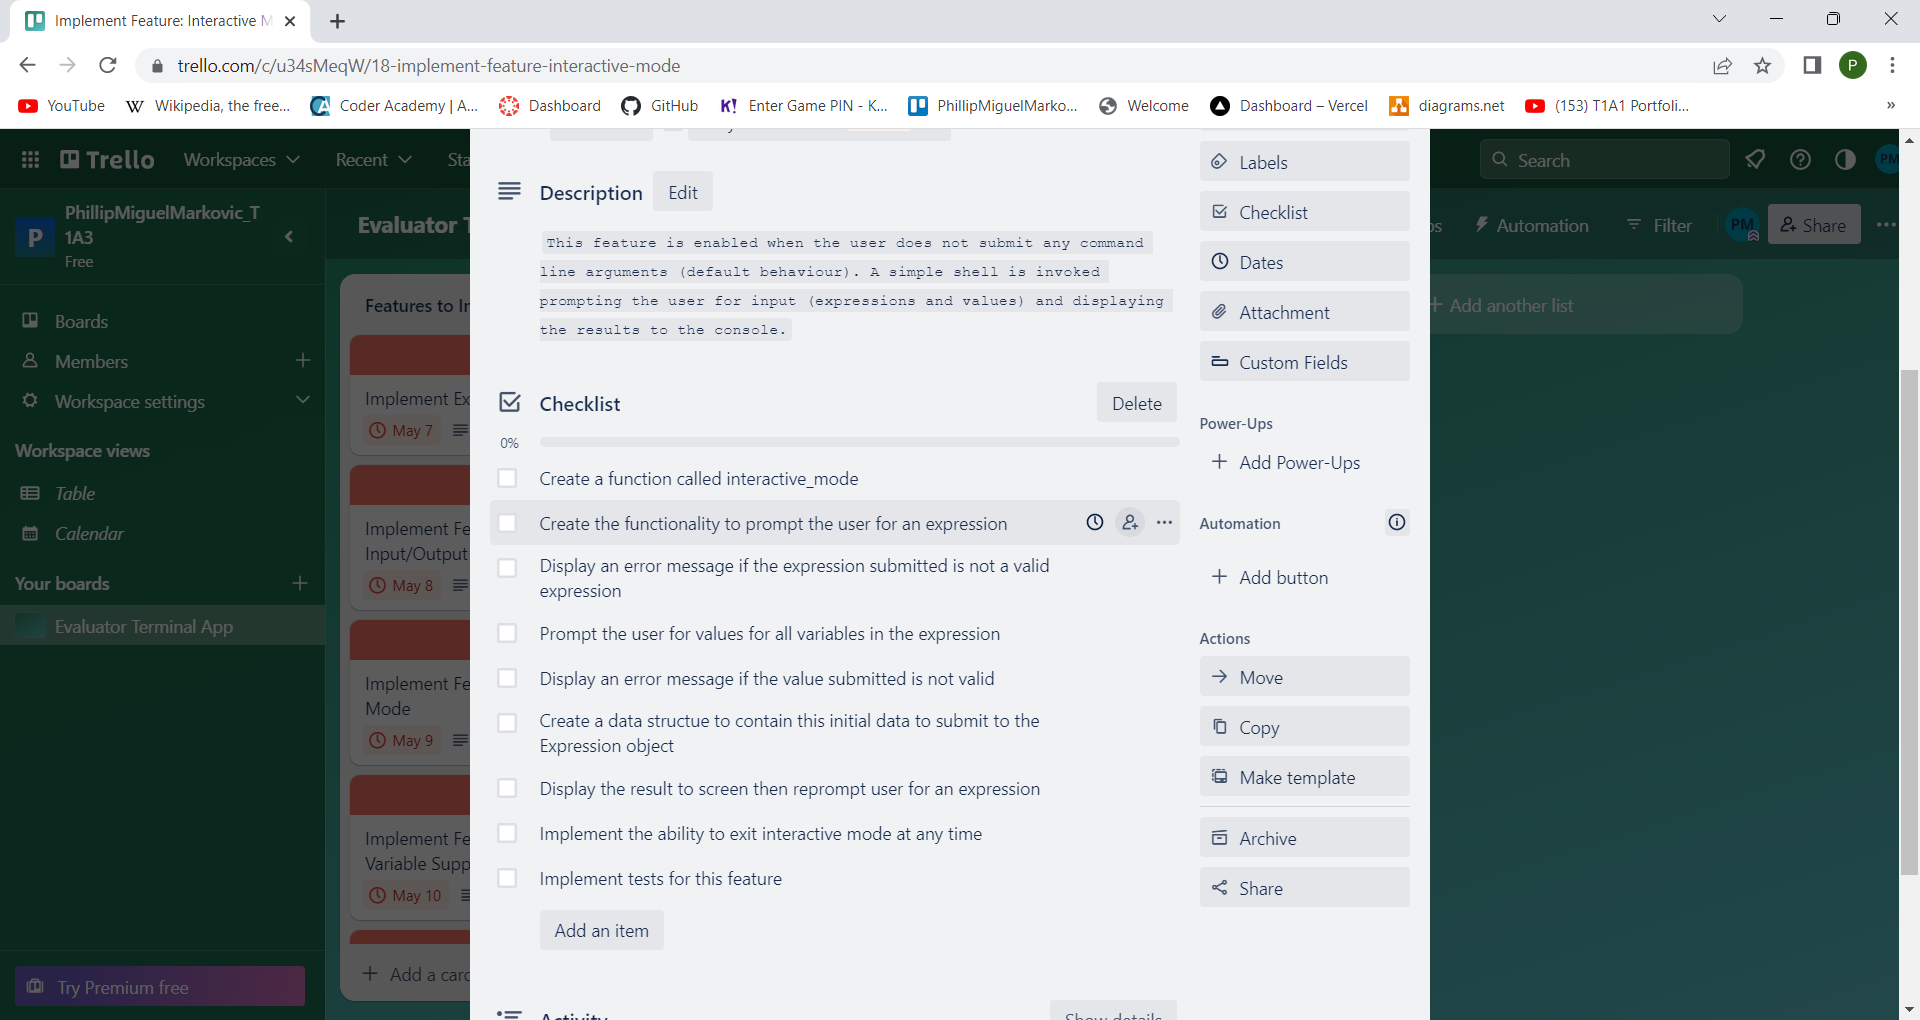 Implement Feature: Interactive M
trello.com/c/u34sMeqW/18-implement-feature-interactive-mode
P
YouTube
Wikipedia, the free...
Coder Academy | A...
Dashboard
GitHub
K! Enter Game PIN - K...
PhillipMiguelMarko...
Welcome
Dashboard – Vercel
diagrams.net
(153) T1A1 Portfoli...
»
Trello
Workspaces
Recent
Sta
Search
PM
P
PhillipMiguelMarkovic_T
1A3
Free
Boards
Members
Workspace settings
Workspace views
Table
Calendar
Your boards
Evaluator Terminal App
Try Premium free
Evaluator T
Automation
Filter
PM
Share
Features to Ir
Implement Ex
May 7
Implement Fe
Input/Output
May 8
Implement Fe
Mode
May 9
Implement Fe
Variable Supp
May 10
Add a card
Add another list
Description
Edit
This feature is enabled when the user does not submit any command
line arguments (default behaviour). A simple shell is invoked
prompting the user for input (expressions and values) and displaying
the results to the console.
Checklist
Delete
0%
Create a function called interactive_mode
Create the functionality to prompt the user for an expression
Display an error message if the expression submitted is not a valid
expression
Prompt the user for values for all variables in the expression
Display an error message if the value submitted is not valid
Create a data structue to contain this initial data to submit to the
Expression object
Display the result to screen then reprompt user for an expression
Implement the ability to exit interactive mode at any time
Implement tests for this feature
Add an item
Activity
Show details
Labels
Checklist
Dates
Attachment
Custom Fields
Power-Ups
Add Power-Ups
Automation
Add button
Actions
Move
Copy
Make template
Archive
Share